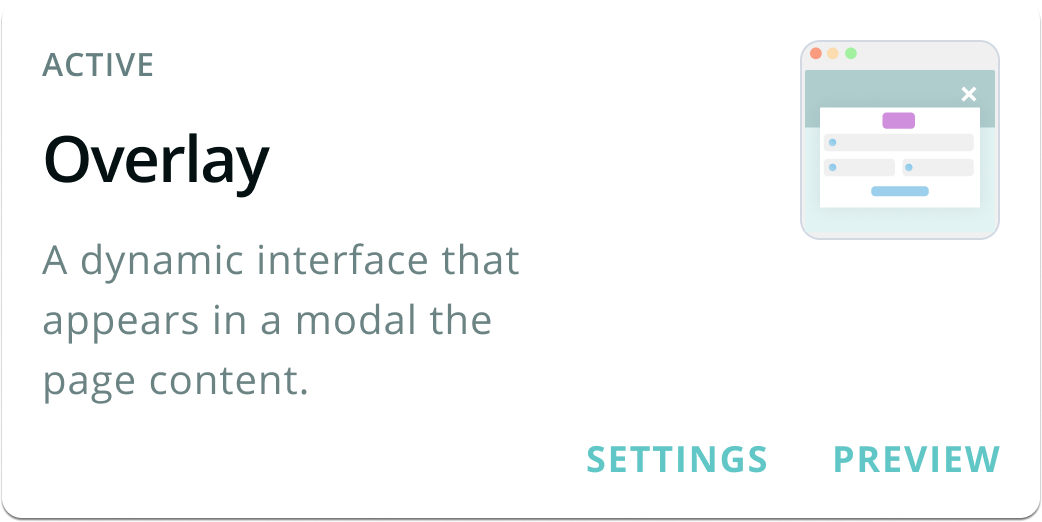 ACTIVE
Overlay
A dynamic interface that
appears in a modal the
page content.
SETTINGS PREVIEW